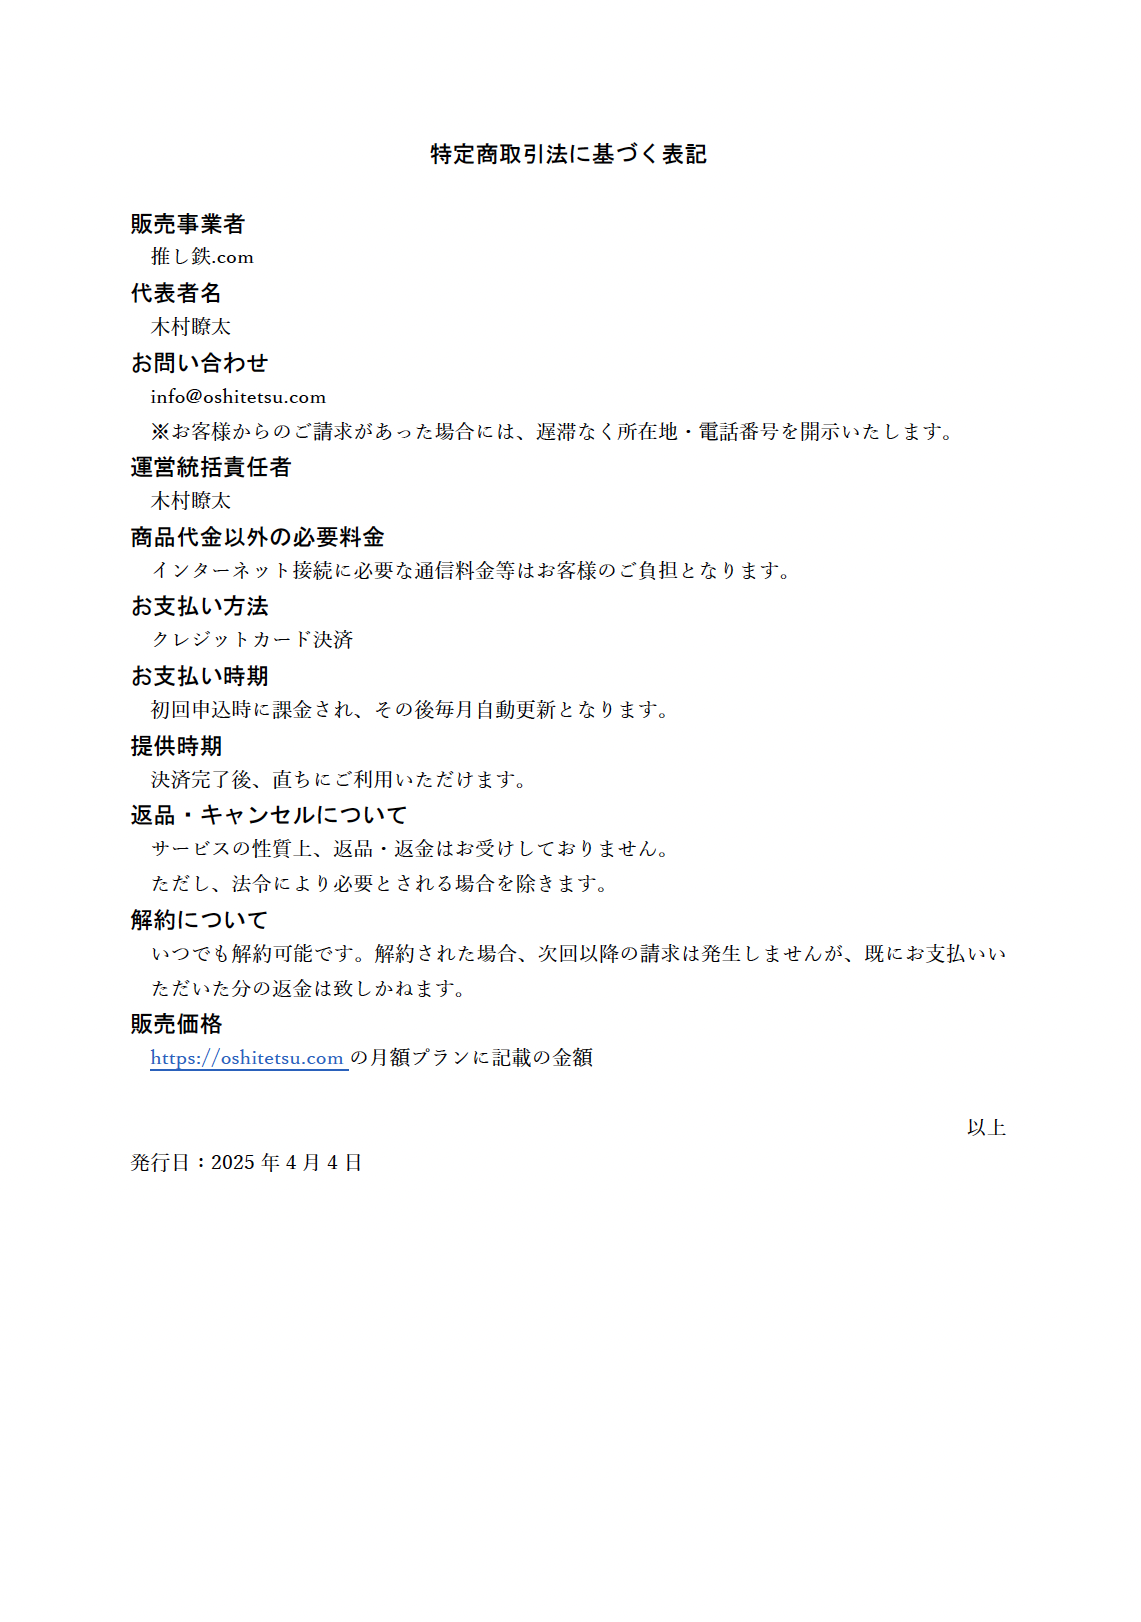 特定商取引法に基づく表記
販売事業者
推し鉄.com
代表者名
木村瞭太
お問い合わせ
info@oshitetsu.com
※お客様からのご請求があった場合には、遅滞なく所在地・電話番号を開示いたします。
運営統括責任者
木村瞭太
商品代金以外の必要料金
インターネット接続に必要な通信料金等はお客様のご負担となります。
お支払い方法
クレジットカード決済
お支払い時期
初回申込時に課金され、その後毎月自動更新となります。
提供時期
決済完了後、直ちにご利用いただけます。
返品・キャンセルについて
サービスの性質上、返品・返金はお受けしておりません。
ただし、法令により必要とされる場合を除きます。
解約について
いつでも解約可能です。解約された場合、次回以降の請求は発生しませんが、既にお支払いい
ただいた分の返金は致しかねます。
販売価格
https://oshitetsu.com の月額プランに記載の金額
以上
発行日：2025 年 4 月 4 日